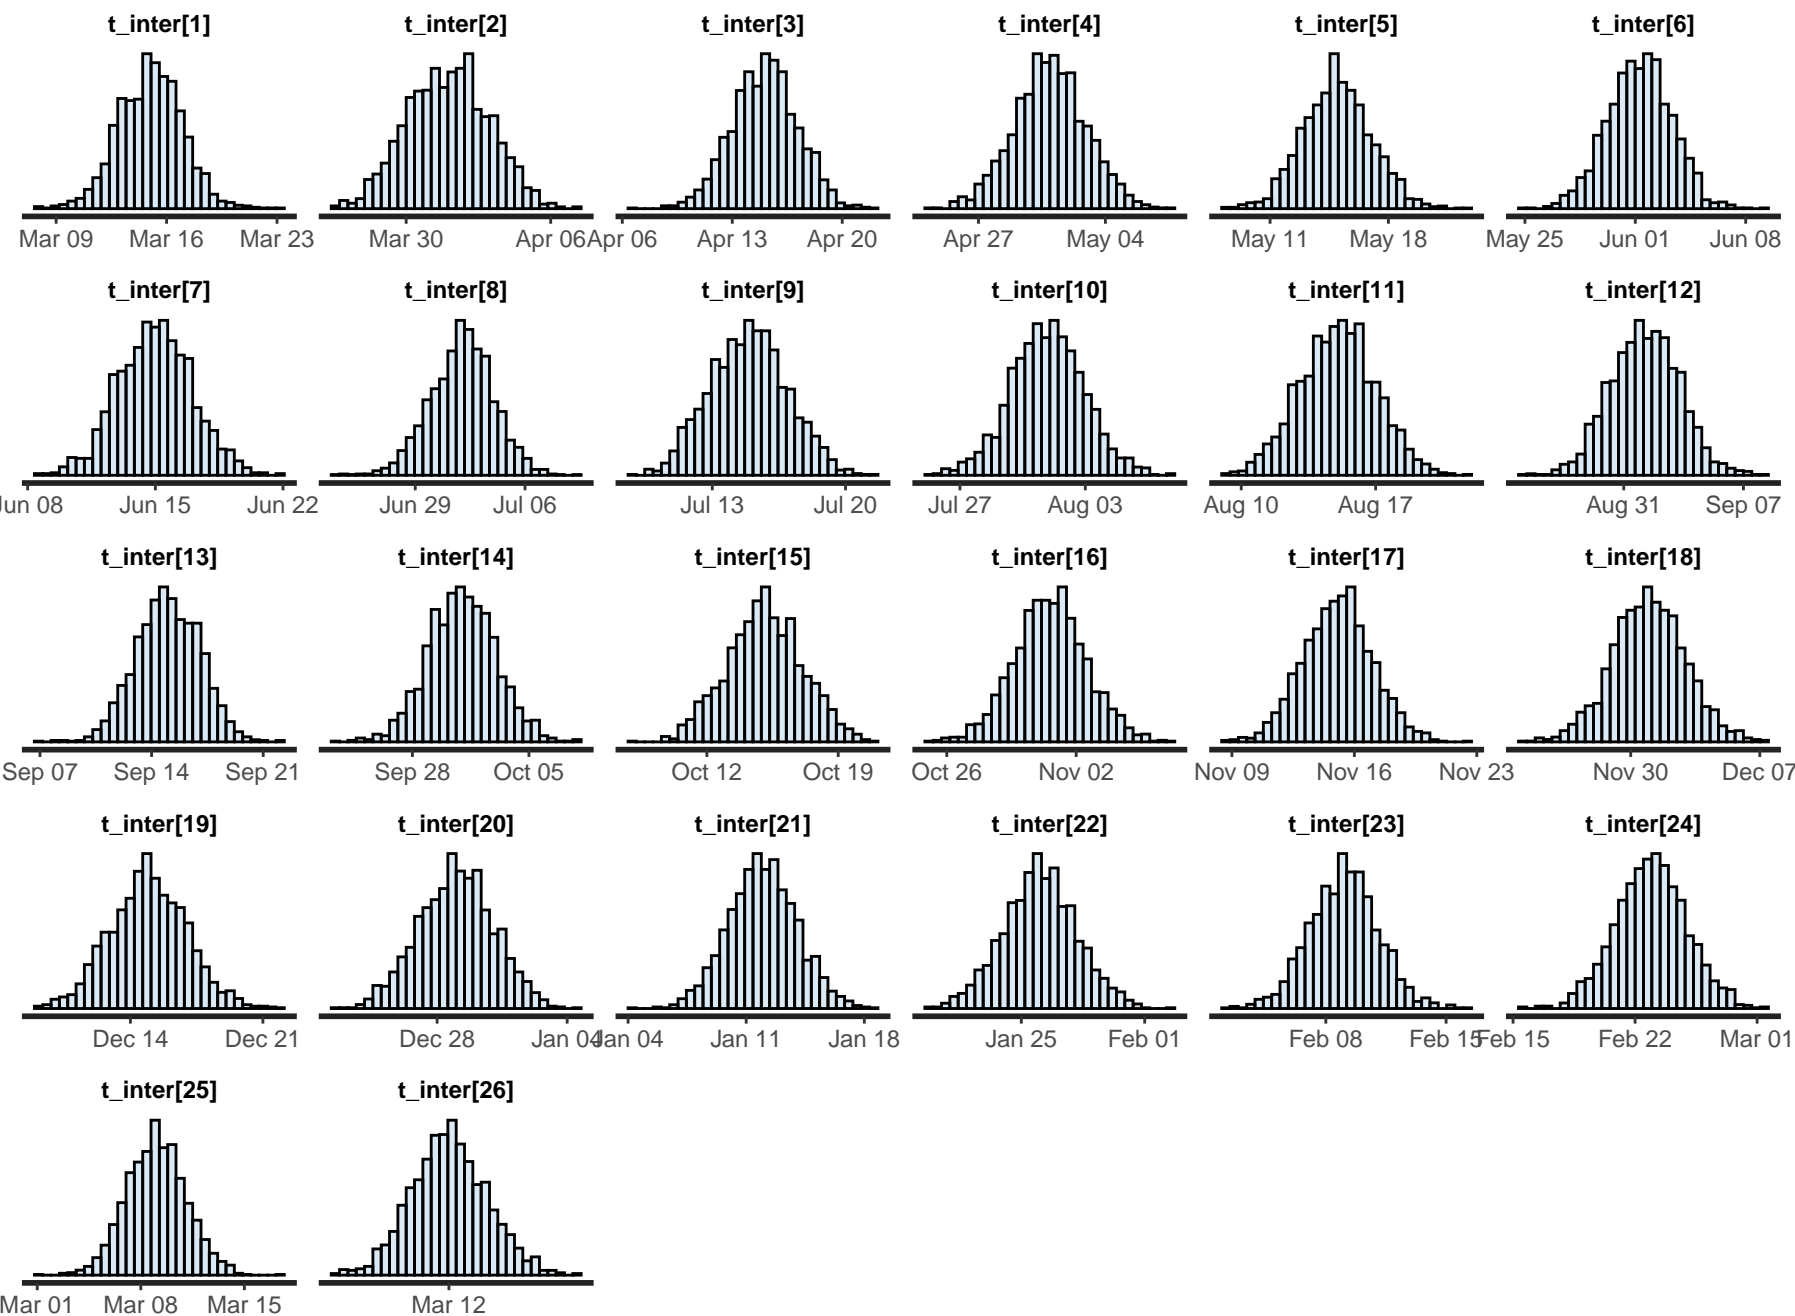 t_inter[1] t_inter[2] t_inter[3] t_inter[4] t_inter[5] t_inter[6]
Mar 09 Mar 16 Mar 23 Mar 30 Apr 06 Apr 06 Apr 13 Apr 20 Apr 27 May 04 May 11 May 18 May 25 Jun 01 Jun 08
t_inter[7] t_inter[8] t_inter[9] t_inter[10] t_inter[11] t_inter[12]
Jun 08 Jun 15 Jun 22 Jun 29 Jul 06 Jul 13 Jul 20 Jul 27 Aug 03 Aug 10 Aug 17 Aug 31 Sep 07
t_inter[13] t_inter[14] t_inter[15] t_inter[16] t_inter[17] t_inter[18]
Sep 07 Sep 14 Sep 21 Sep 28 Oct 05 Oct 12 Oct 19 Oct 26 Nov 02 Nov 09 Nov 16 Nov 23 Nov 30 Dec 07
t_inter[19] t_inter[20] t_inter[21] t_inter[22] t_inter[23] t_inter[24]
Dec 14 Dec 21 Dec 28 Jan 04 Jan 04 Jan 11 Jan 18 Jan 25 Feb 01 Feb 08 Feb 15 Feb 15 Feb 22 Mar 01
t_inter[25] t_inter[26]
Mar 01 Mar 08 Mar 15 Mar 12